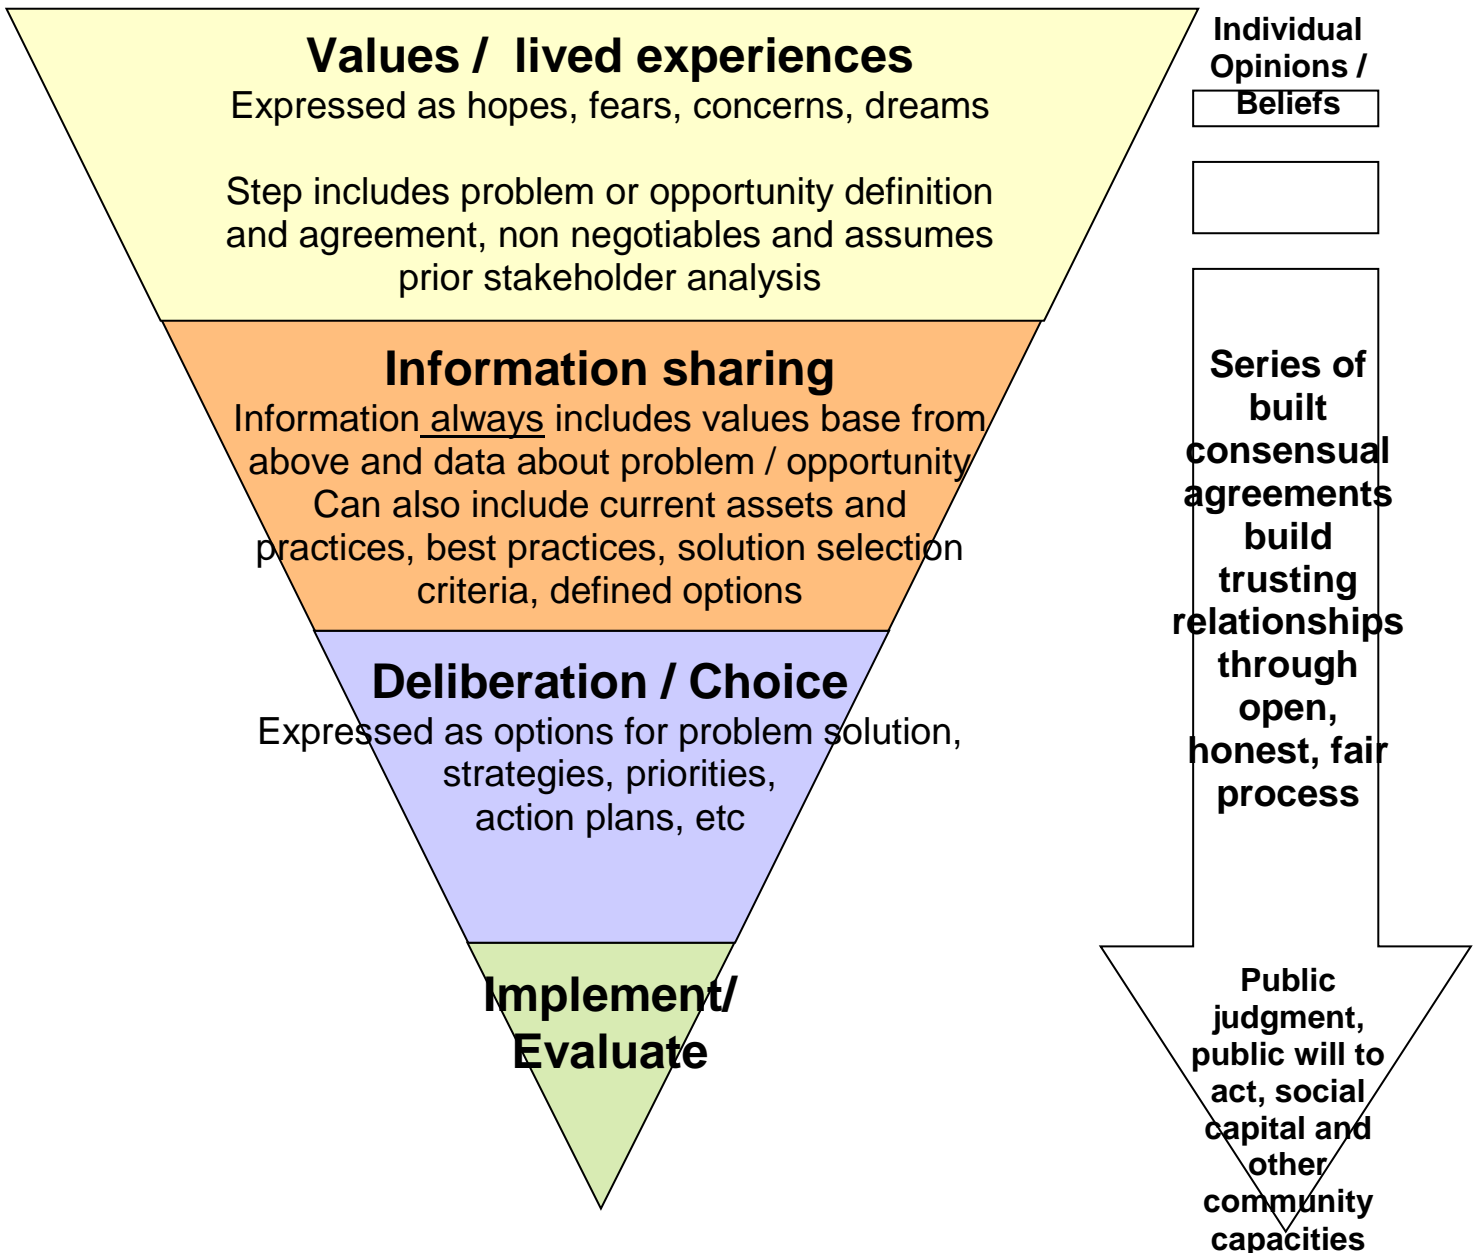 Values /  lived experiences
Expressed as hopes, fears, concerns, dreams
Step includes problem or opportunity definition
and agreement, non negotiables and assumes
prior stakeholder analysis
Information sharing
Information always includes values base from
above and data about problem / opportunity
Can also include current assets and
practices, best practices, solution selection
criteria, defined options
Deliberation / Choice
Expressed as options for problem solution,
strategies, priorities,
action plans, etc
Implement/
Evaluate
Individual
Opinions /
Beliefs
Series of
built
consensual
agreements
build
trusting
relationships
through
open,
honest, fair
process
Public
judgment,
public will to
act, social
capital and
other
community
capacities